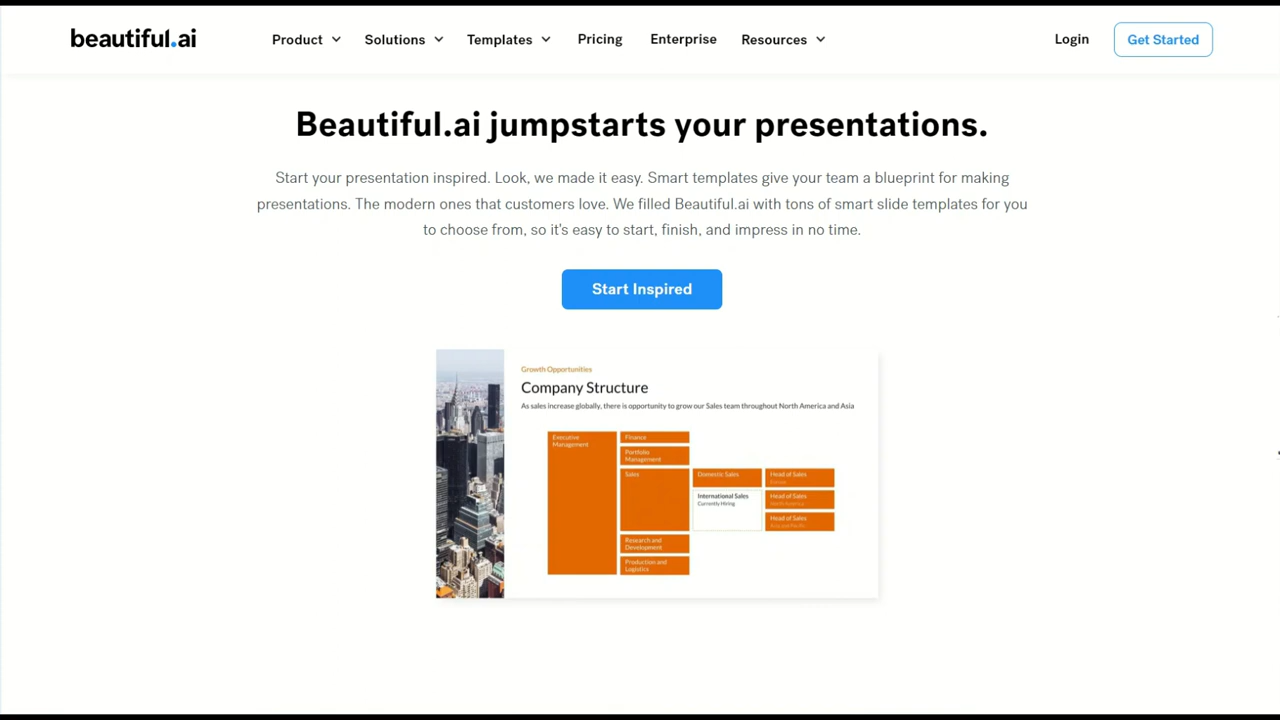 beautiful.ai
Product
Solutions
Templates
Pricing
Enterprise
Resources
Login
Get Started
Beautiful.ai jumpstarts your presentations.
Start your presentation inspired. Look, we made it easy. Smart templates give your team a blueprint for making
presentations. The modern ones that customers love. We filled Beautiful.ai with tons of smart slide templates for you
to choose from, so it's easy to start, finish, and impress in no time.
Start Inspired
Growth Opportunities
Company Structure
As sales increase globally, there is opportunity to grow our Sales team throughout North America and Asia
Executive
Management
Finance
Portfolio
Management
Sales
Domestic Sales
International Sales
Currently Hiring
Head of Sales
Europe
Head of Sales
North America
Head of Sales
Asia and Pacific
Research and
Development
Production and
Logistics